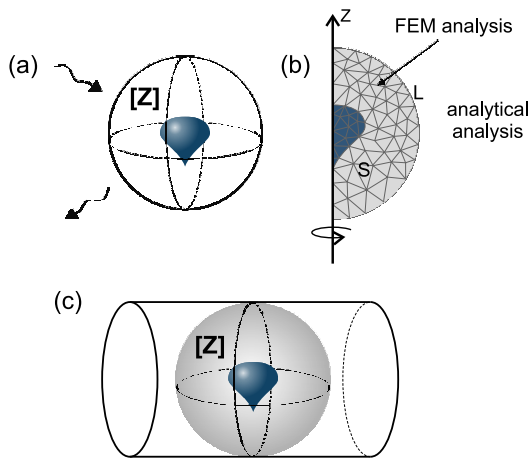 (a)
[Z]
(b)
Z
FEM analysis
L
analytical
analysis
S
(c)
[Z]